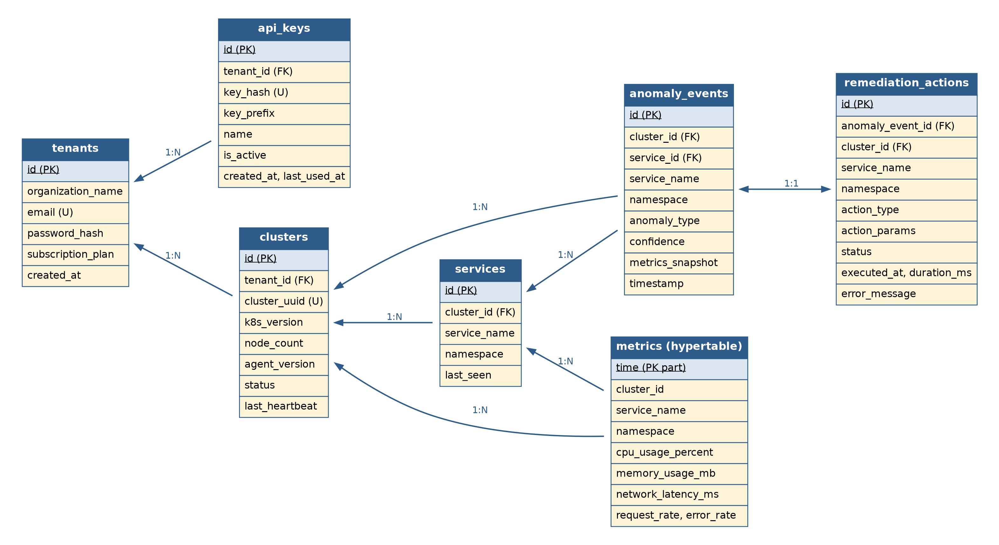 api_keys
id (PK)
tenant_id (FK)
key_hash (U)
key_prefix
name
is_active
created_at, last_used_at
tenants
id (PK)
organization_name
email (U)
password_hash
subscription_plan
created_at
1:N
1:N
clusters
id (PK)
tenant_id (FK)
cluster_uuid (U)
k8s_version
node_count
agent_version
status
last_heartbeat
1:N
1:N
1:N
services
id (PK)
cluster_id (FK)
service_name
namespace
last_seen
1:N
1:N
anomaly_events
id (PK)
cluster_id (FK)
service_id (FK)
service_name
namespace
anomaly_type
confidence
metrics_snapshot
timestamp
1:1
remediation_actions
id (PK)
anomaly_event_id (FK)
cluster_id (FK)
service_name
namespace
action_type
action_params
status
executed_at, duration_ms
error_message
metrics (hypertable)
time (PK part)
cluster_id
service_name
namespace
cpu_usage_percent
memory_usage_mb
network_latency_ms
request_rate, error_rate